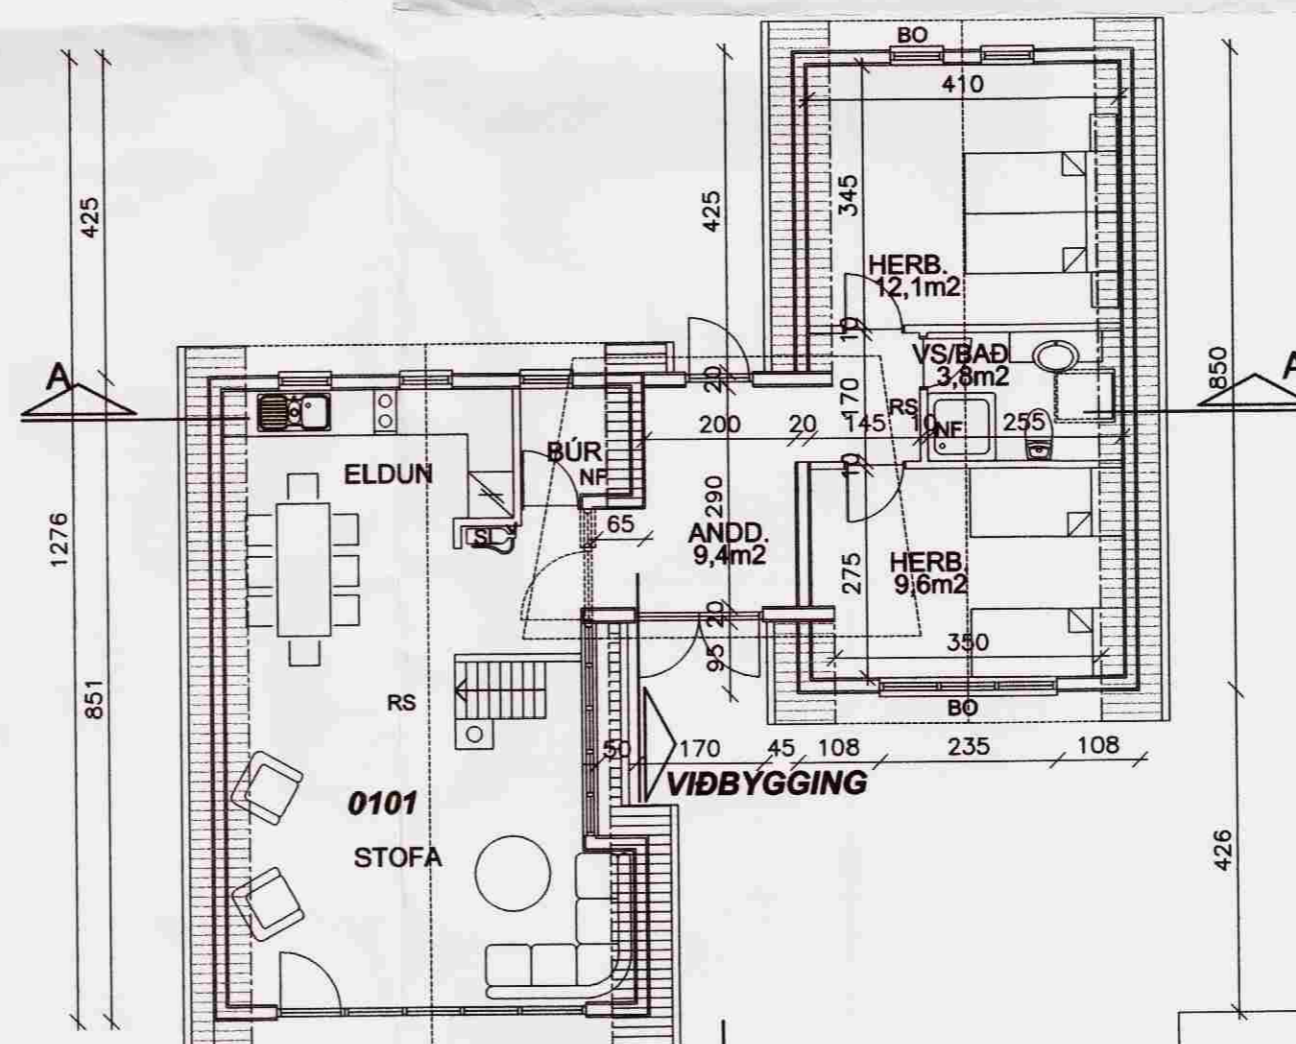 BO
410
425
425
345
850
HERB.
12,1m2
10
VS/BAÐ
3,8m2
A
A
20
170
RS
10
NF
200
20
145
255
ELDUN
BÚR
NF
10
1276
290
65
S
ANDD.
9,4m2
275
HERB.
9,6m2
20
95
350
851
RS
BO
50
170
45
108
235
108
VIÐBYGGING
0101
STOFA
426